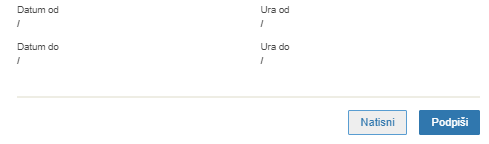 Datum od Ura od
/ /
Datum do Ura do
/ /
Natisni Podpiši